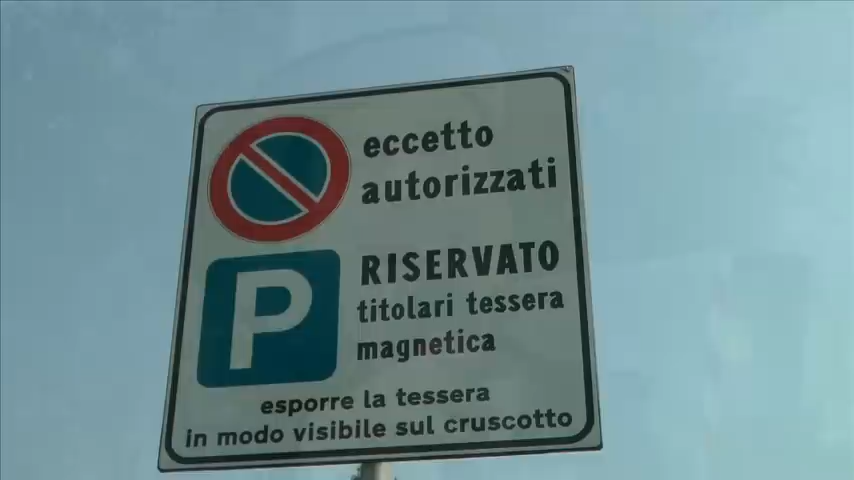 eccetto
autorizzati
P
RISERVATO
titolari tessera
magnetica
esporre la tessera
in modo visibile sul cruscotto